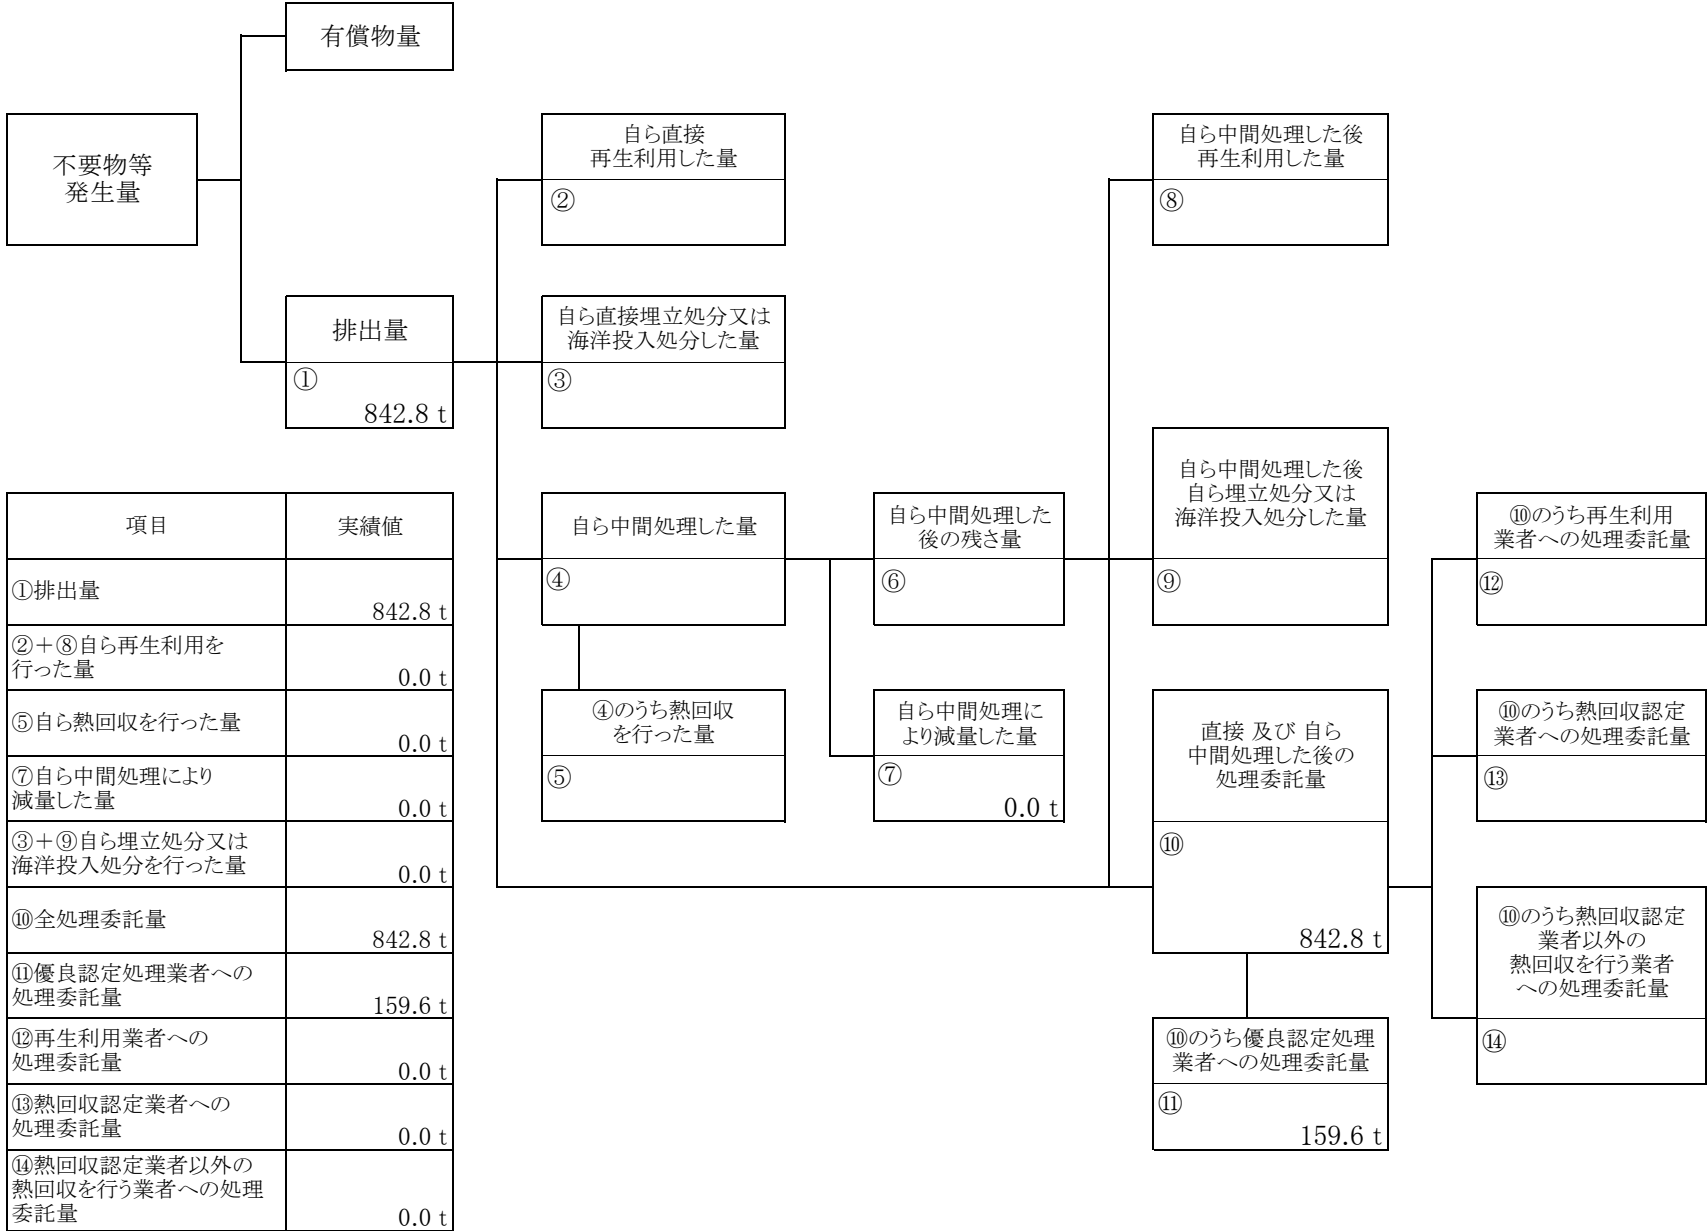 有償物量
不要物等
発生量
自ら直接
再生利用した量
②
自ら中間処理した後
再生利用した量
⑧
排出量
①
842.8 t
自ら直接埋立処分又は
海洋投入処分した量
③
自ら中間処理した量
④
自ら中間処理した
後の残さ量
⑥
自ら中間処理した後
自ら埋立処分又は
海洋投入処分した量
⑨
⑩のうち再生利用
業者への処理委託量
⑫
④のうち熱回収
を行った量
⑤
自ら中間処理に
より減量した量
⑦
0.0 t
直接 及び 自ら
中間処理した後の
処理委託量
⑩
842.8 t
⑩のうち熱回収認定
業者への処理委託量
⑬
⑩のうち熱回収認定
業者以外の
熱回収を行う業者
への処理委託量
⑭
⑩のうち優良認定処理
業者への処理委託量
⑪
159.6 t
項目 実績値
①排出量
842.8 t
②＋⑧自ら再生利用を
行った量
0.0 t
⑤自ら熱回収を行った量
0.0 t
⑦自ら中間処理により
減量した量
0.0 t
③＋⑨自ら埋立処分又は
海洋投入処分を行った量
0.0 t
⑩全処理委託量
842.8 t
⑪優良認定処理業者への
処理委託量
159.6 t
⑫再生利用業者への
処理委託量
0.0 t
⑬熱回収認定業者への
処理委託量
0.0 t
⑭熱回収認定業者以外の
熱回収を行う業者への処理
委託量
0.0 t